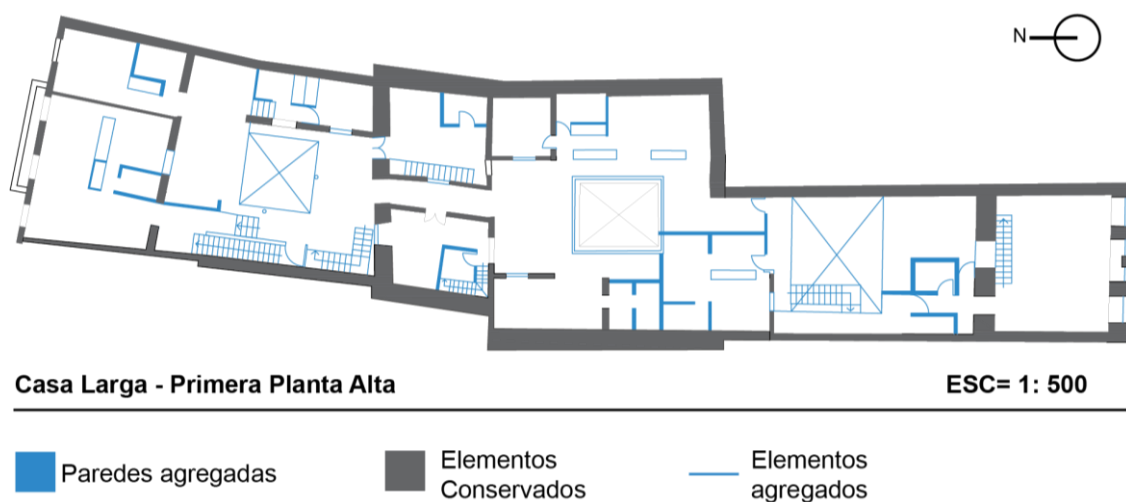 N
Casa Larga - Primera Planta Alta
ESC= 1: 500
Paredes agregadas
Elementos
Conservados
Elementos
agregados